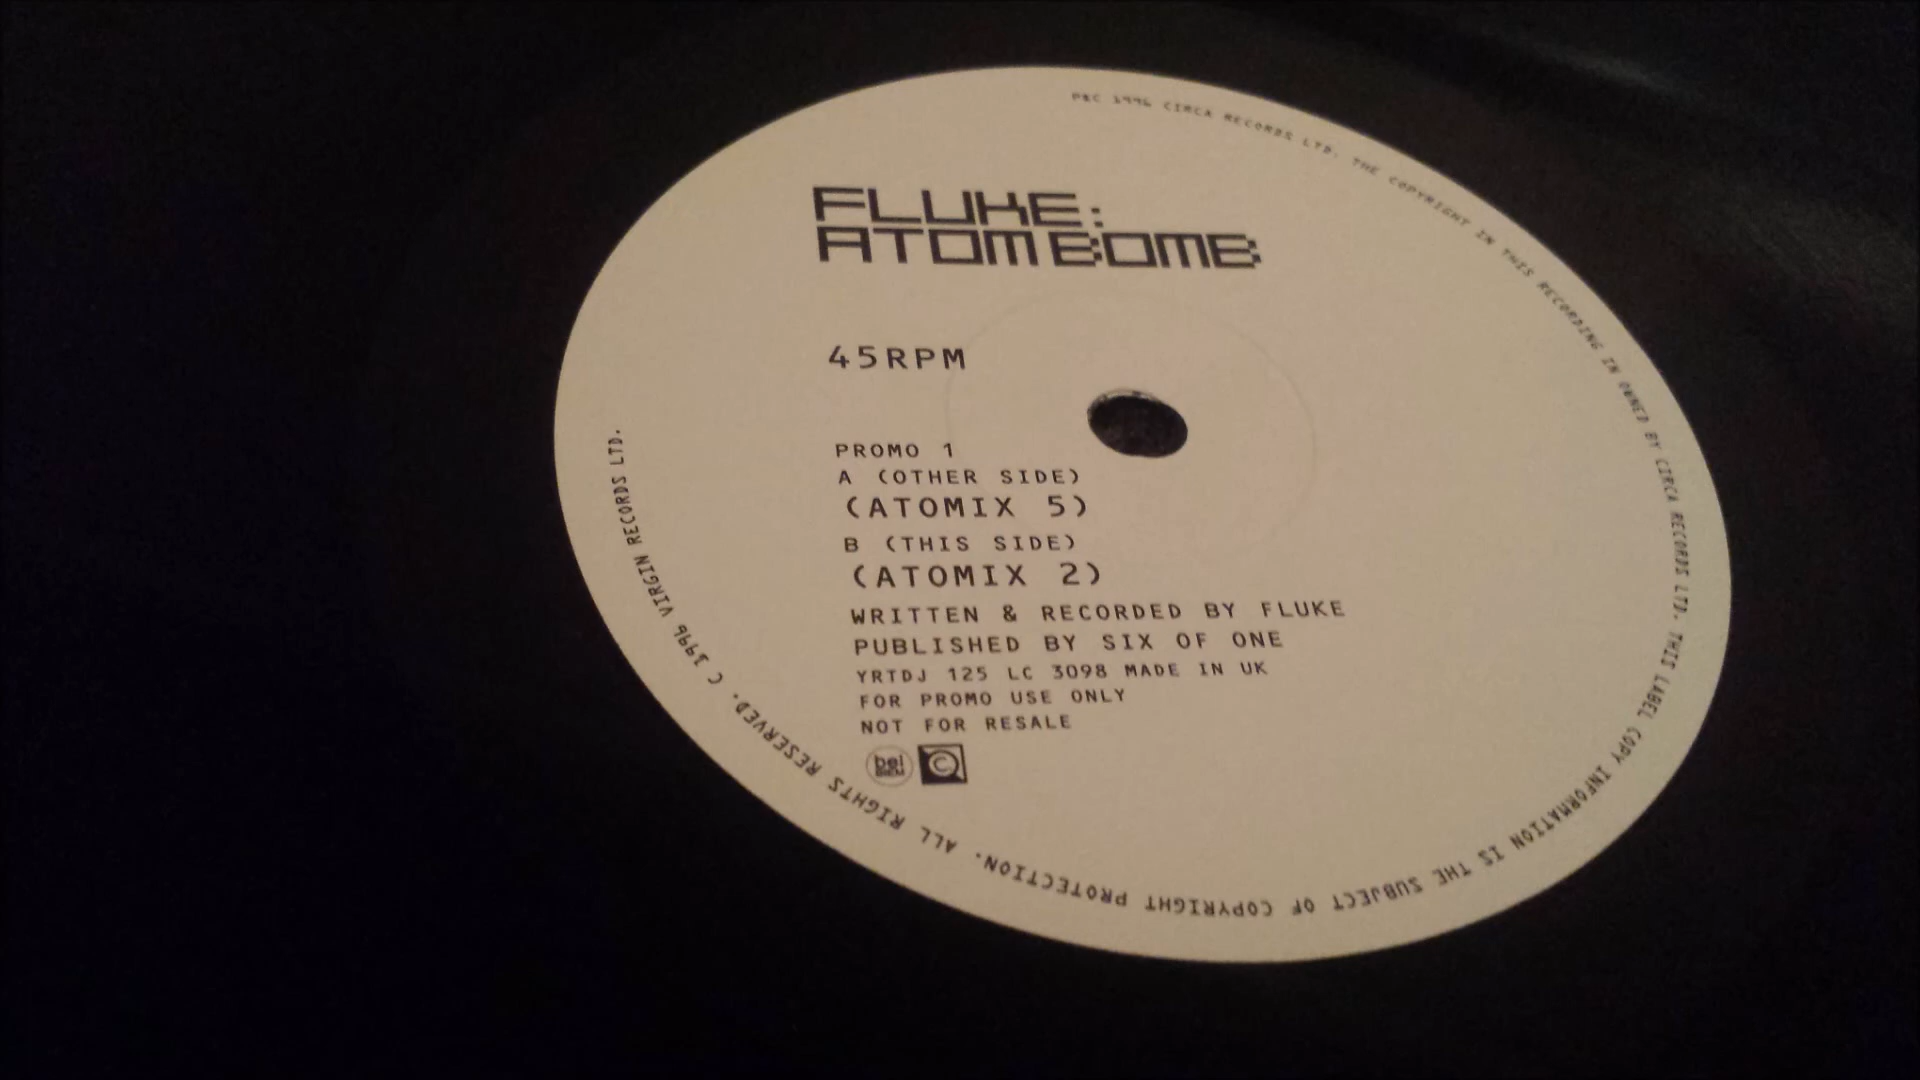 FLUKE:
ATOM BOMB
45RPM
PROMO 1
A (OTHER SIDE)
(ATOMIX 5)
B (THIS SIDE)
(ATOMIX 2)
WRITTEN & RECORDED BY FLUKE
PUBLISHED BY SIX OF ONE
YRTDJ 125 LC 3098 MADE IN UK
FOR PROMO USE ONLY
NOT FOR RESALE
be!
C
P&C 1996 CIRCA RECORDS LTD. THE COPYRIGHT IN THIS RECORDING IN OWNED BY CIRCA RECORDS LTD. THIS LABEL COPY INFORMATION IS THE SUBJECT OF COPYRIGHT PROTECTION. ALL RIGHTS RESERVED. C 1996 VIRGIN RECORDS LTD.